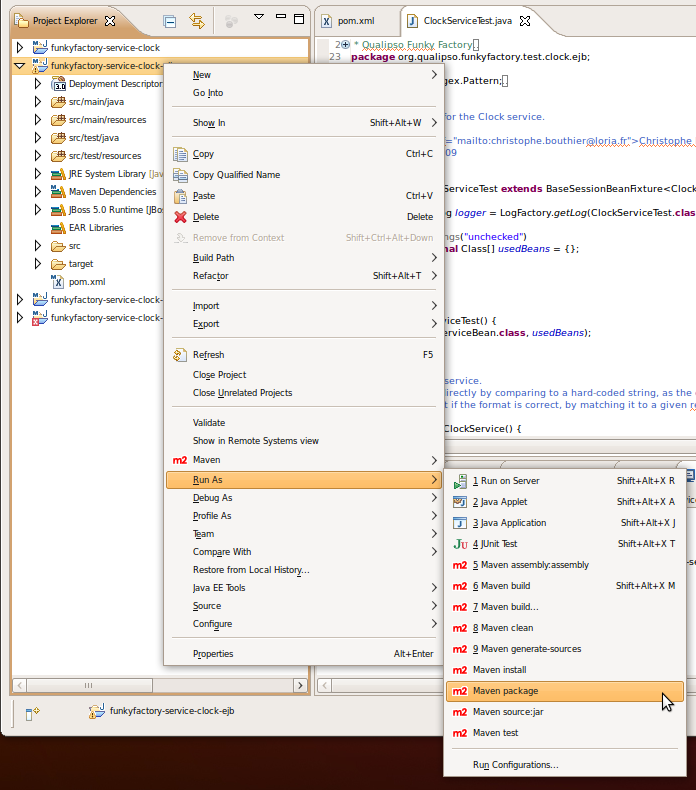 Project Explorer
pom.xml
ClockServiceTest.java
funkyfactory-service-clock
funkyfactory-service-clock-
Deployment Descriptor
src/main/java
src/main/resources
src/test/java
src/test/resources
JRE System Library [Jav
Maven Dependencies
JBoss 5.0 Runtime [JBo
EAR Libraries
src
target
pom.xml
funkyfactory-service-clock-
funkyfactory-service-clock-
New
Go Into
Show In Shift+Alt+W
Copy Ctrl+C
Copy Qualified Name
Paste Ctrl+V
Delete Delete
Remove from Context Shift+Ctrl+Alt+Down
Build Path
Refactor Shift+Alt+T
Import
Export
Refresh F5
Close Project
Close Unrelated Projects
Validate
Show in Remote Systems view
m2 Maven
Run As
Debug As
Profile As
Team
Compare With
Restore from Local History...
Java EE Tools
Source
Configure
Properties Alt+Enter
2 * Qualipso Funky Factory
23 package org.qualipso.funkyfactory.test.clock.ejb;
gex.Pattern;
for the Clock service.
="mailto:christophe.bouthier@loria.fr">Christophe
09
ServiceTest extends BaseSessionBeanFixture<Clock
g logger = LogFactory.getLog(ClockServiceTest.clas
ngs("unchecked")
nal Class[] usedBeans = {};
viceTest() {
erviceBean.class, usedBeans);
service.
irectly by comparing to a hard-coded string, as the
t if the format is correct, by matching it to a given re
ClockService() {
1 Run on Server Shift+Alt+X R
2 Java Applet Shift+Alt+X A
3 Java Application Shift+Alt+X J
Ju 4 JUnit Test Shift+Alt+X T
m2 5 Maven assembly:assembly
m2 6 Maven build Shift+Alt+X M
m2 7 Maven build...
m2 8 Maven clean
m2 9 Maven generate-sources
m2 Maven install
m2 Maven package
m2 Maven source:jar
m2 Maven test
Run Configurations...
funkyfactory-service-clock-ejb